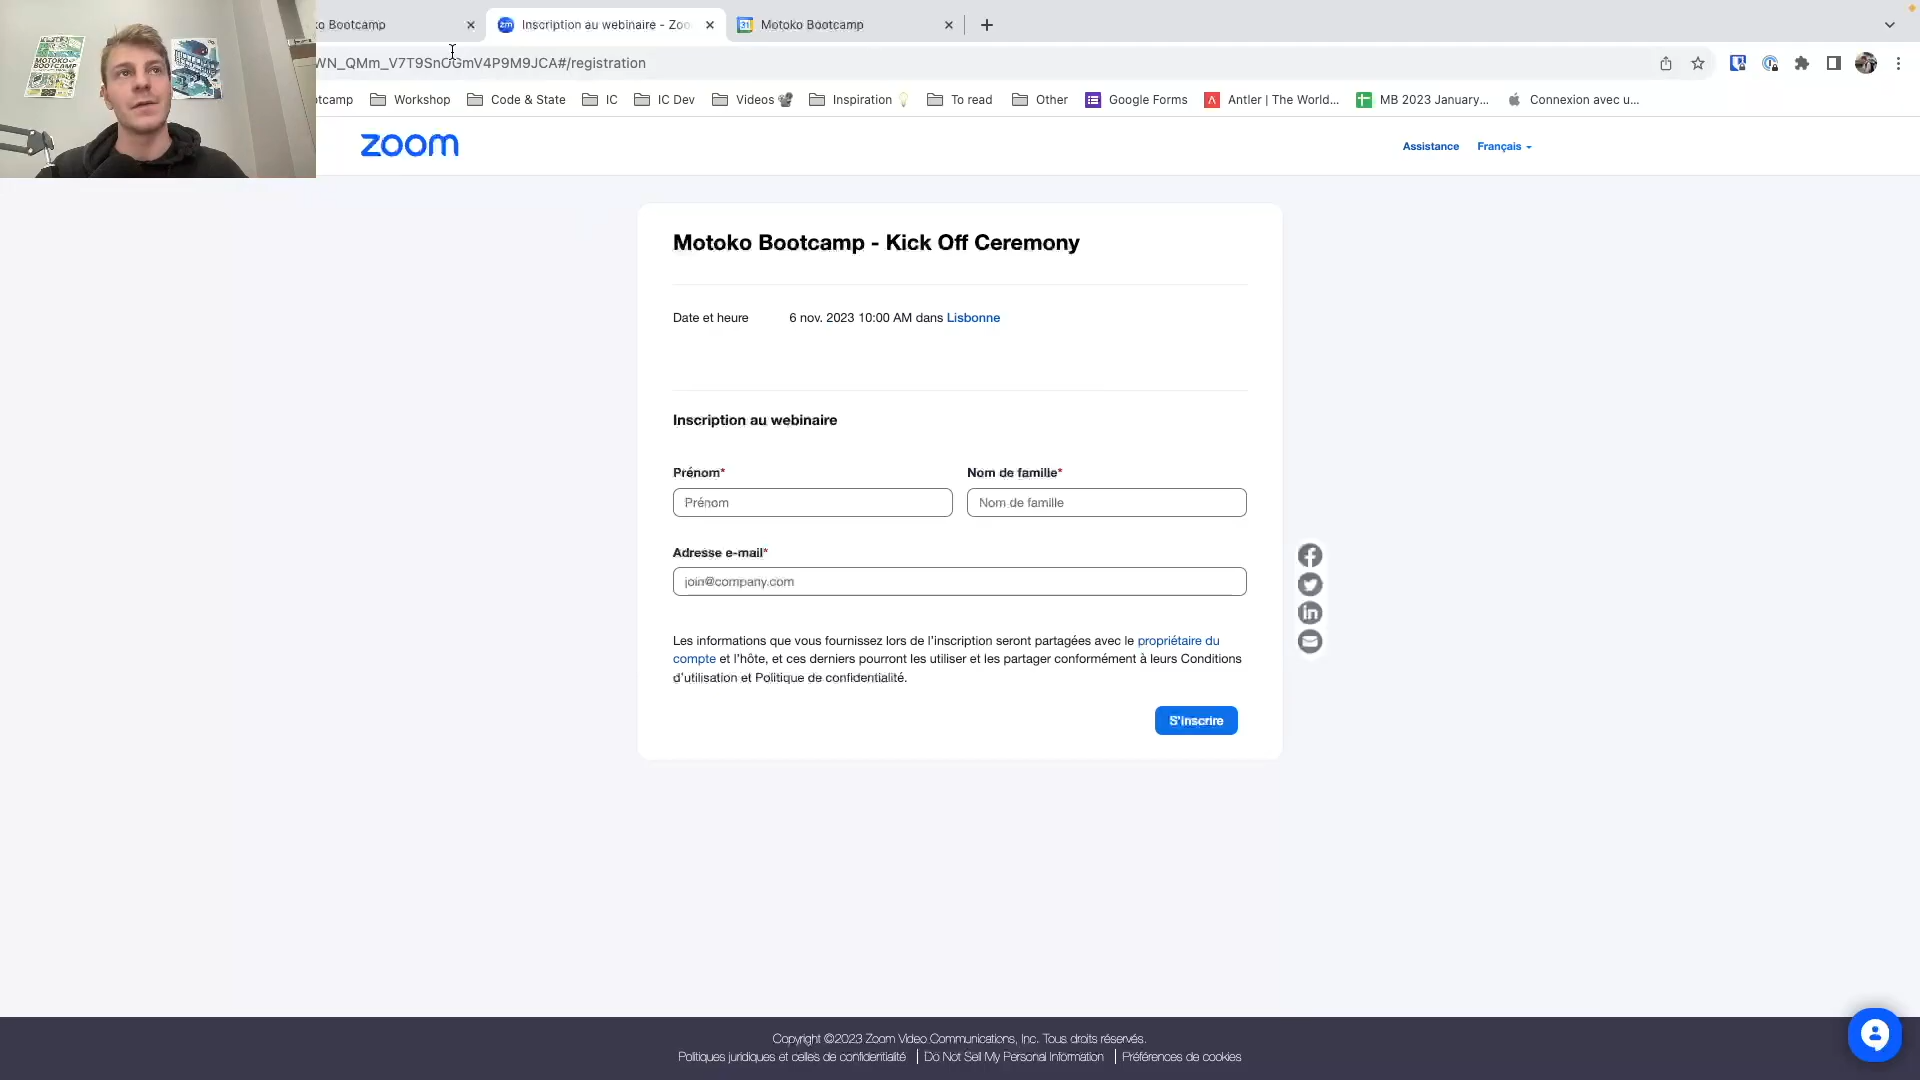 MOTOKO
BOOTCAMP
ko Bootcamp
Inscription au webinaire - Zoo
Motoko Bootcamp
WN_QMm_V7T9SnOGmV4P9M9JCA#/registration
otcamp
Workshop
Code & State
IC
IC Dev
Videos
Inspiration
To read
Other
Google Forms
Antler | The World...
MB 2023 January...
Connexion avec u...
zoom
Assistance
Français
Motoko Bootcamp - Kick Off Ceremony
Date et heure
6 nov. 2023 10:00 AM dans Lisbonne
Inscription au webinaire
Prénom*
Nom de famille*
Prénom
Nom de famille
Adresse e-mail*
join@company.com
Les informations que vous fournissez lors de l'inscription seront partagées avec le propriétaire du
compte et l'hôte, et ces derniers pourront les utiliser et les partager conformément à leurs Conditions
d'utilisation et Politique de confidentialité.
S'inscrire
Copyright ©2023 Zoom Video Communications, Inc. Tous droits réservés.
Politiques juridiques et celles de confidentialité | Do Not Sell My Personal Information | Préférences de cookies